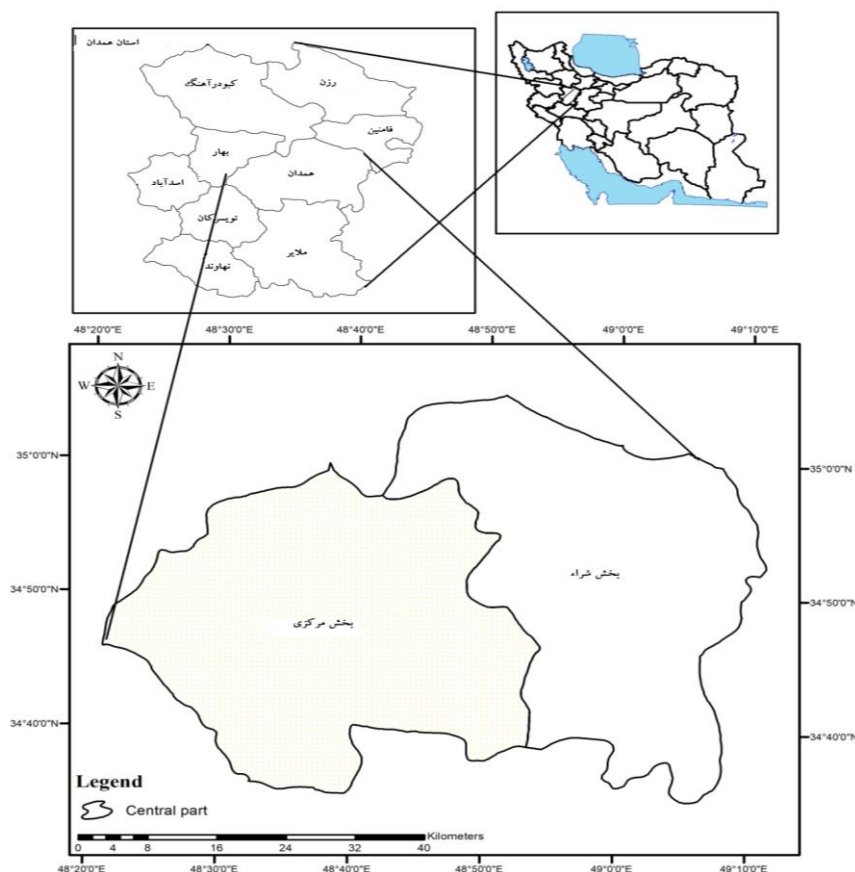 استان همدان
کبودرآهنگ
رزن
فامنین
بهار
همدان
اسدآباد
تویسرکان
ملایر
نهاوند
48°20'0"E 48°30'0"E 48°40'0"E 48°50'0"E 49°0'0"E 49°10'0"E
N
W E
S
35°0'0"N 35°0'0"N
بخش شراء
34°50'0"N 34°50'0"N
بخش مرکزی
34°40'0"N 34°40'0"N
Legend
Central part
Kilometers
0 4 8 16 24 32 40
48°20'0"E 48°30'0"E 48°40'0"E 48°50'0"E 49°0'0"E 49°10'0"E